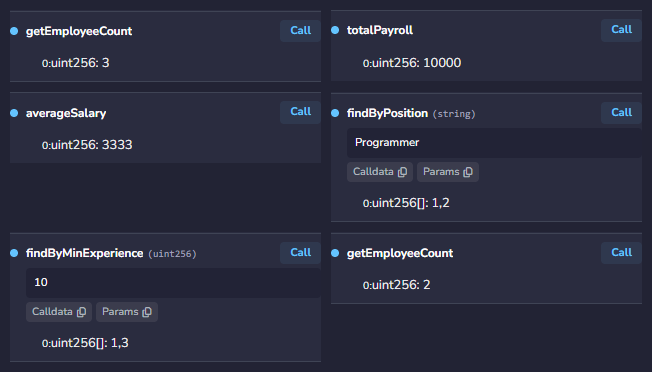 getEmployeeCount Call
0:uint256: 3
totalPayroll Call
0:uint256: 10000
averageSalary Call
0:uint256: 3333
findByPosition (string) Call
Programmer
Calldata Params
0:uint256[]: 1,2
findByMinExperience (uint256) Call
10
Calldata Params
0:uint256[]: 1,3
getEmployeeCount Call
0:uint256: 2